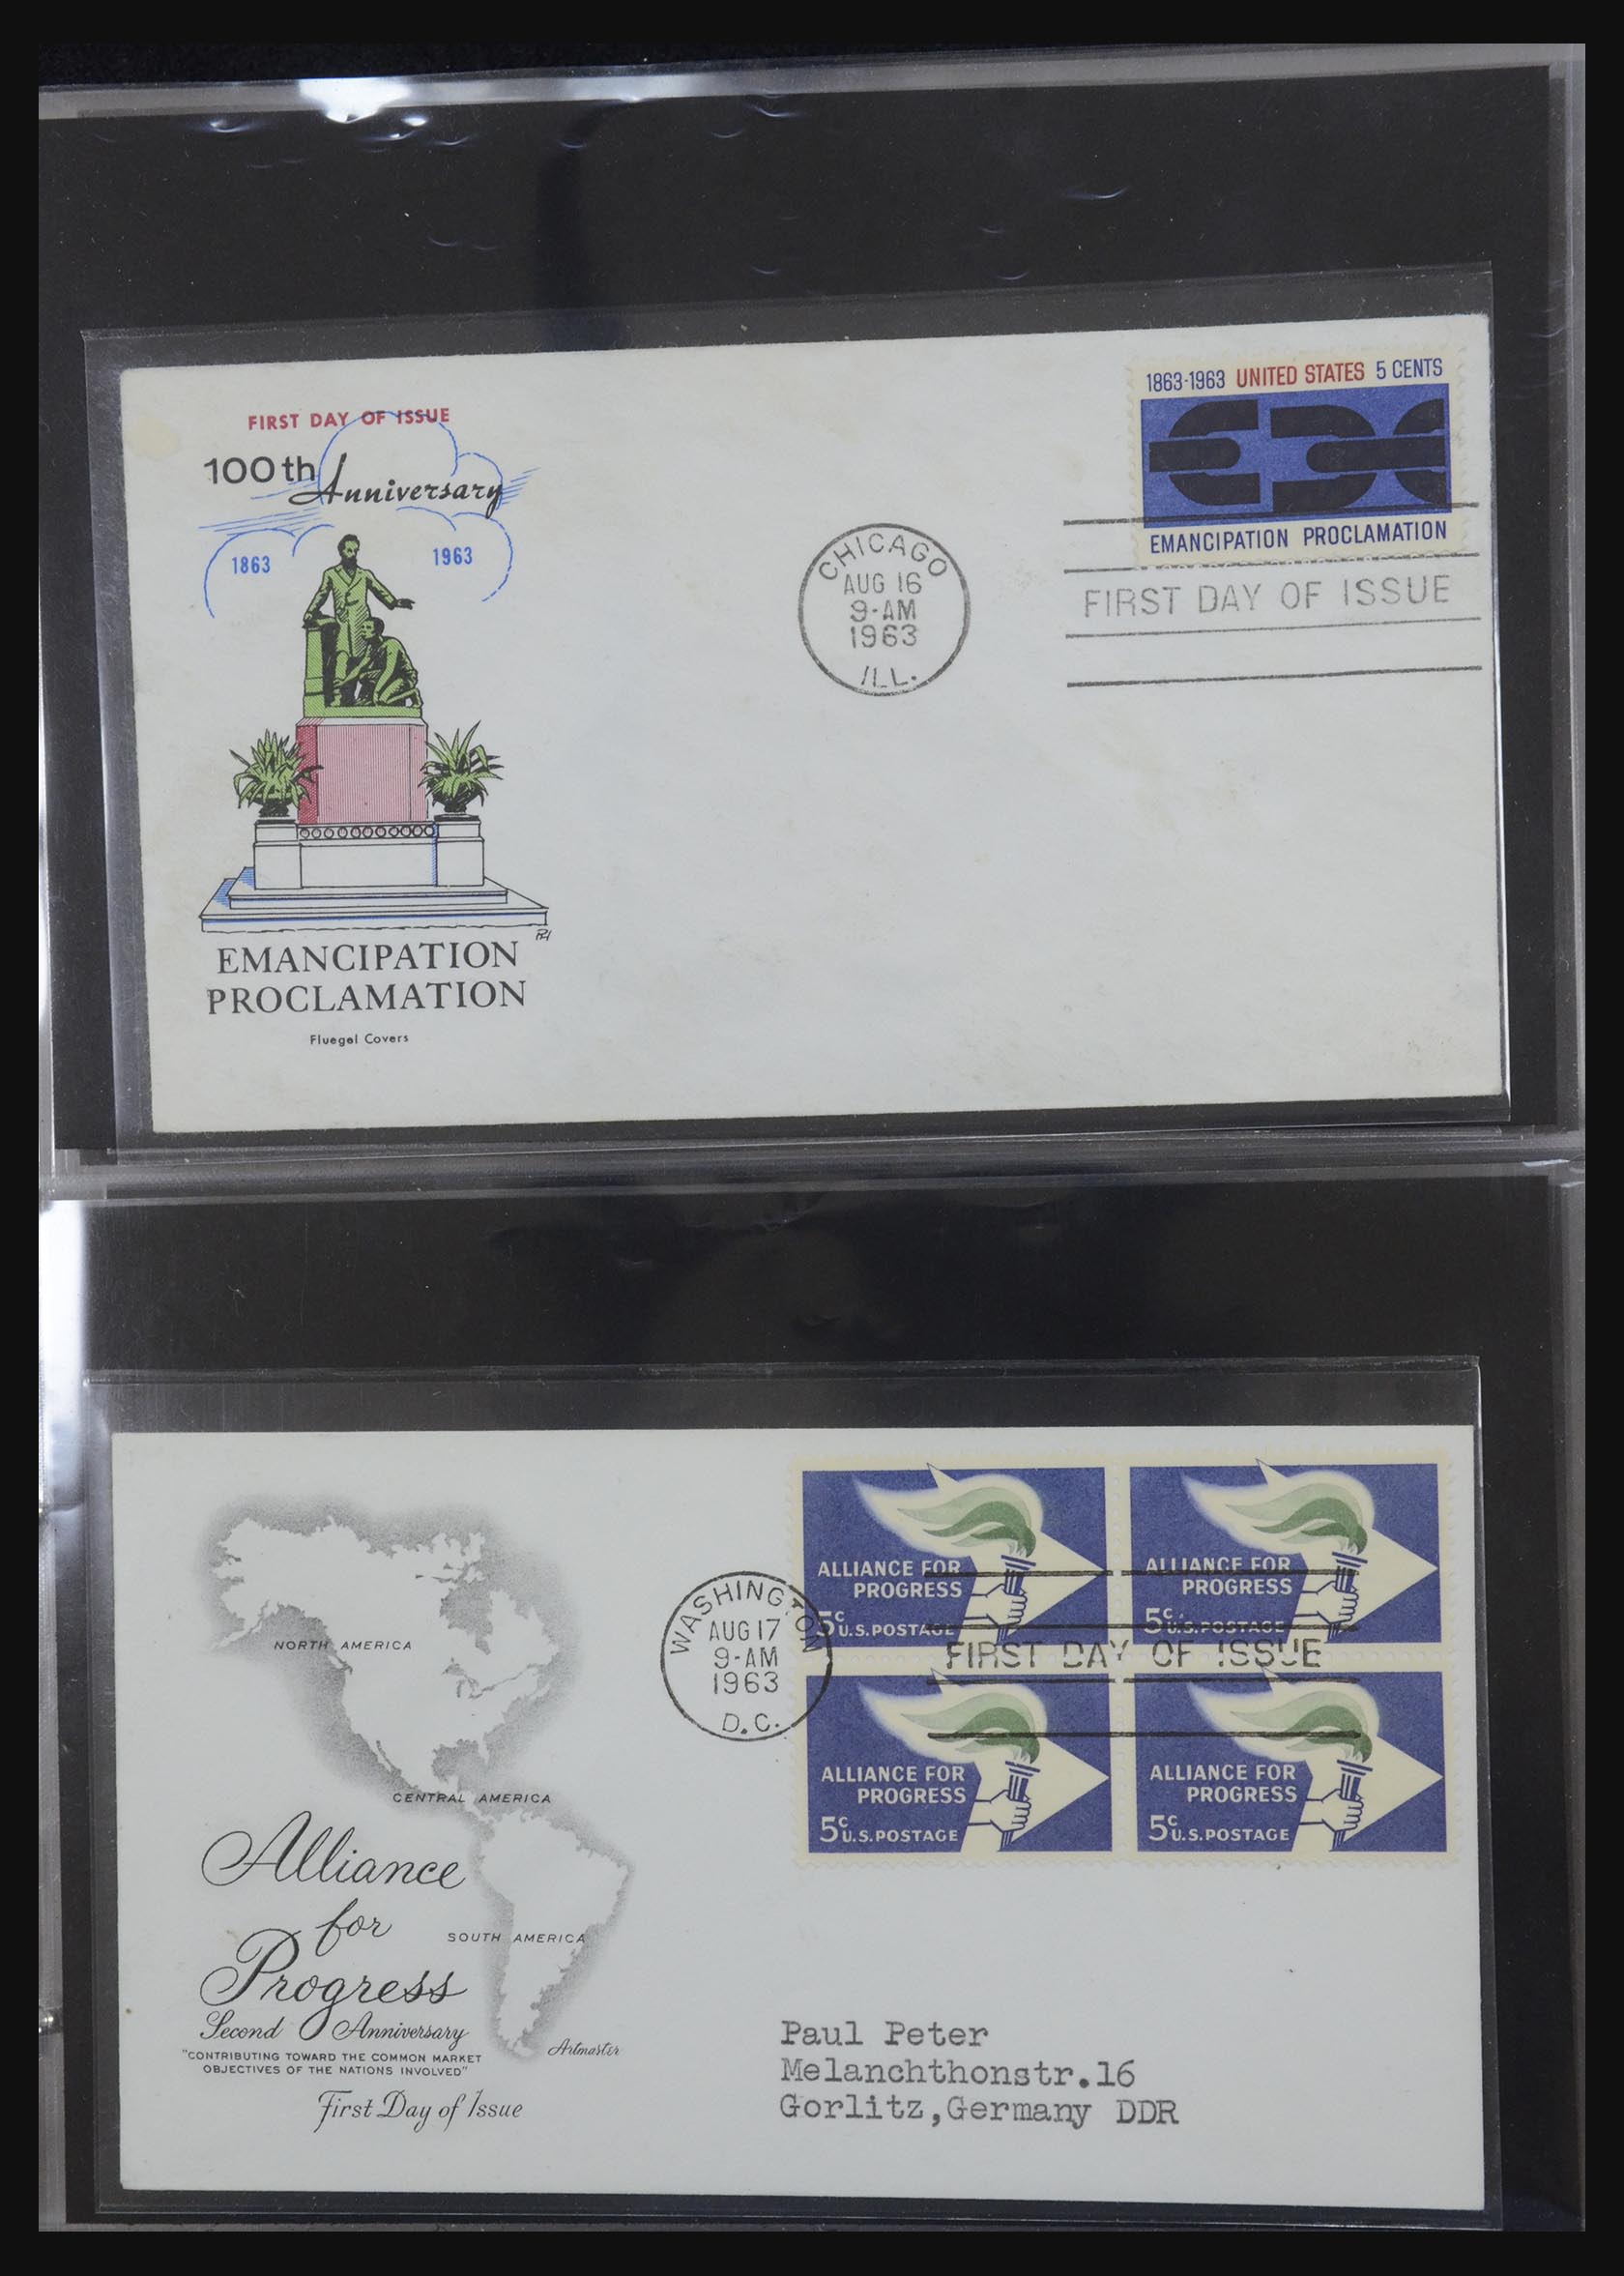 FIRST DAY OF ISSUE
100th Anniversary
1863 1963
EMANCIPATION
PROCLAMATION
Fluegel Covers
CHICAGO
AUG 16
9-AM
1963
ILL.
1863-1963 UNITED STATES 5 CENTS
EMANCIPATION PROCLAMATION
FIRST DAY OF ISSUE
NORTH AMERICA
CENTRAL AMERICA
SOUTH AMERICA
Alliance
for
Progress
Second Anniversary
"CONTRIBUTING TOWARD THE COMMON MARKET
OBJECTIVES OF THE NATIONS INVOLVED"
First Day of Issue
Artmaster
WASHINGTON
AUG 17
9-AM
1963
D.C.
ALLIANCE FOR
PROGRESS
5c U.S. POSTAGE
ALLIANCE FOR
PROGRESS
5c U.S. POSTAGE
FIRST DAY OF ISSUE
ALLIANCE FOR
PROGRESS
5c U.S. POSTAGE
ALLIANCE FOR
PROGRESS
5c U.S. POSTAGE
Paul Peter
Melanchthonstr.16
Gorlitz,Germany DDR